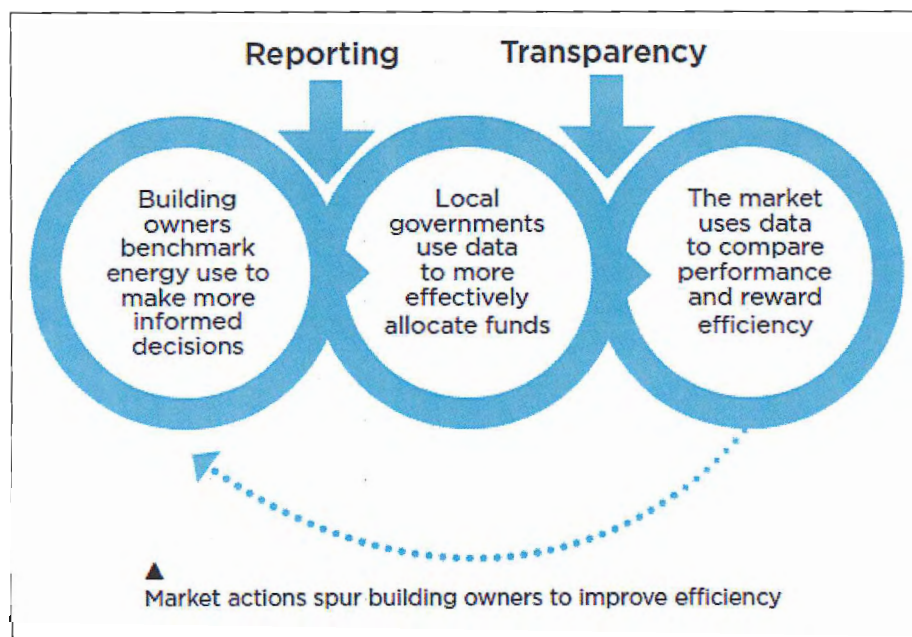 Reporting
Transparency
Building
owners
benchmark
energy use to
make more
informed
decisions
Local
governments
use data
to more
effectively
allocate funds
The market
uses data
to compare
performance
and reward
efficiency
Market actions spur building owners to improve efficiency